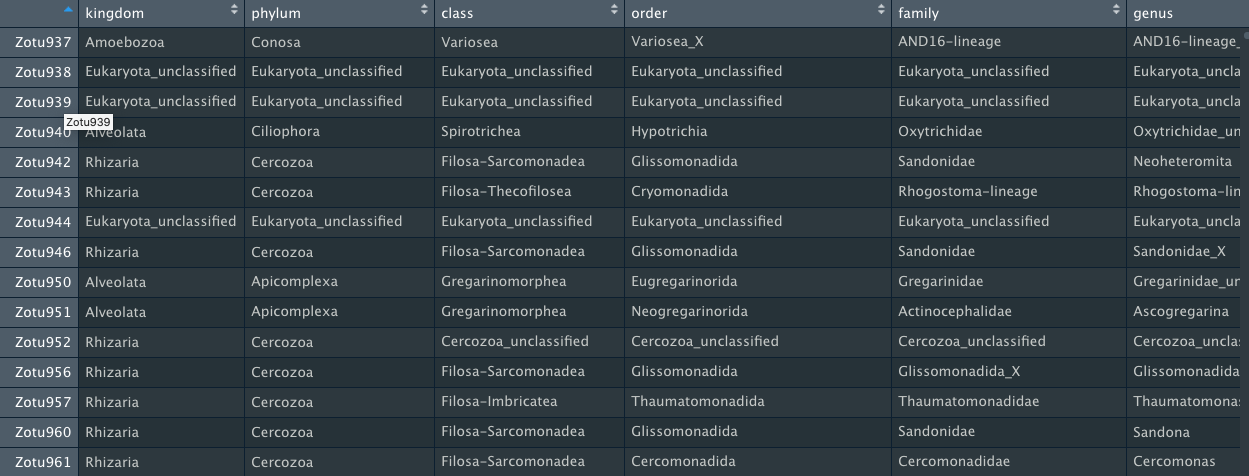 kingdom phylum class order family genus
Zotu937 Amoebozoa Conosa Variosea Variosea_X AND16-lineage AND16-lineage_
Zotu938 Eukaryota_unclassified Eukaryota_unclassified Eukaryota_unclassified Eukaryota_unclassified Eukaryota_unclassified Eukaryota_uncla
Zotu939 Eukaryota_unclassified Eukaryota_unclassified Eukaryota_unclassified Eukaryota_unclassified Eukaryota_unclassified Eukaryota_uncla
Zotu939
Zotu940 Alveolata Ciliophora Spirotrichea Hypotrichia Oxytrichidae Oxytrichidae_un
Zotu942 Rhizaria Cercozoa Filosa-Sarcomonadea Glissomonadida Sandonidae Neoheteromita
Zotu943 Rhizaria Cercozoa Filosa-Thecofilosea Cryomonadida Rhogostoma-lineage Rhogostoma-lin
Zotu944 Eukaryota_unclassified Eukaryota_unclassified Eukaryota_unclassified Eukaryota_unclassified Eukaryota_unclassified Eukaryota_uncla
Zotu946 Rhizaria Cercozoa Filosa-Sarcomonadea Glissomonadida Sandonidae Sandonidae_X
Zotu950 Alveolata Apicomplexa Gregarinomorphea Eugregarinorida Gregarinidae Gregarinidae_un
Zotu951 Alveolata Apicomplexa Gregarinomorphea Neogregarinorida Actinocephalidae Ascogregarina
Zotu952 Rhizaria Cercozoa Cercozoa_unclassified Cercozoa_unclassified Cercozoa_unclassified Cercozoa_unclas
Zotu956 Rhizaria Cercozoa Filosa-Sarcomonadea Glissomonadida Glissomonadida_X Glissomonadida
Zotu957 Rhizaria Cercozoa Filosa-Imbricatea Thaumatomonadida Thaumatomonadidae Thaumatomonas
Zotu960 Rhizaria Cercozoa Filosa-Sarcomonadea Glissomonadida Sandonidae Sandona
Zotu961 Rhizaria Cercozoa Filosa-Sarcomonadea Cercomonadida Cercomonadidae Cercomonas